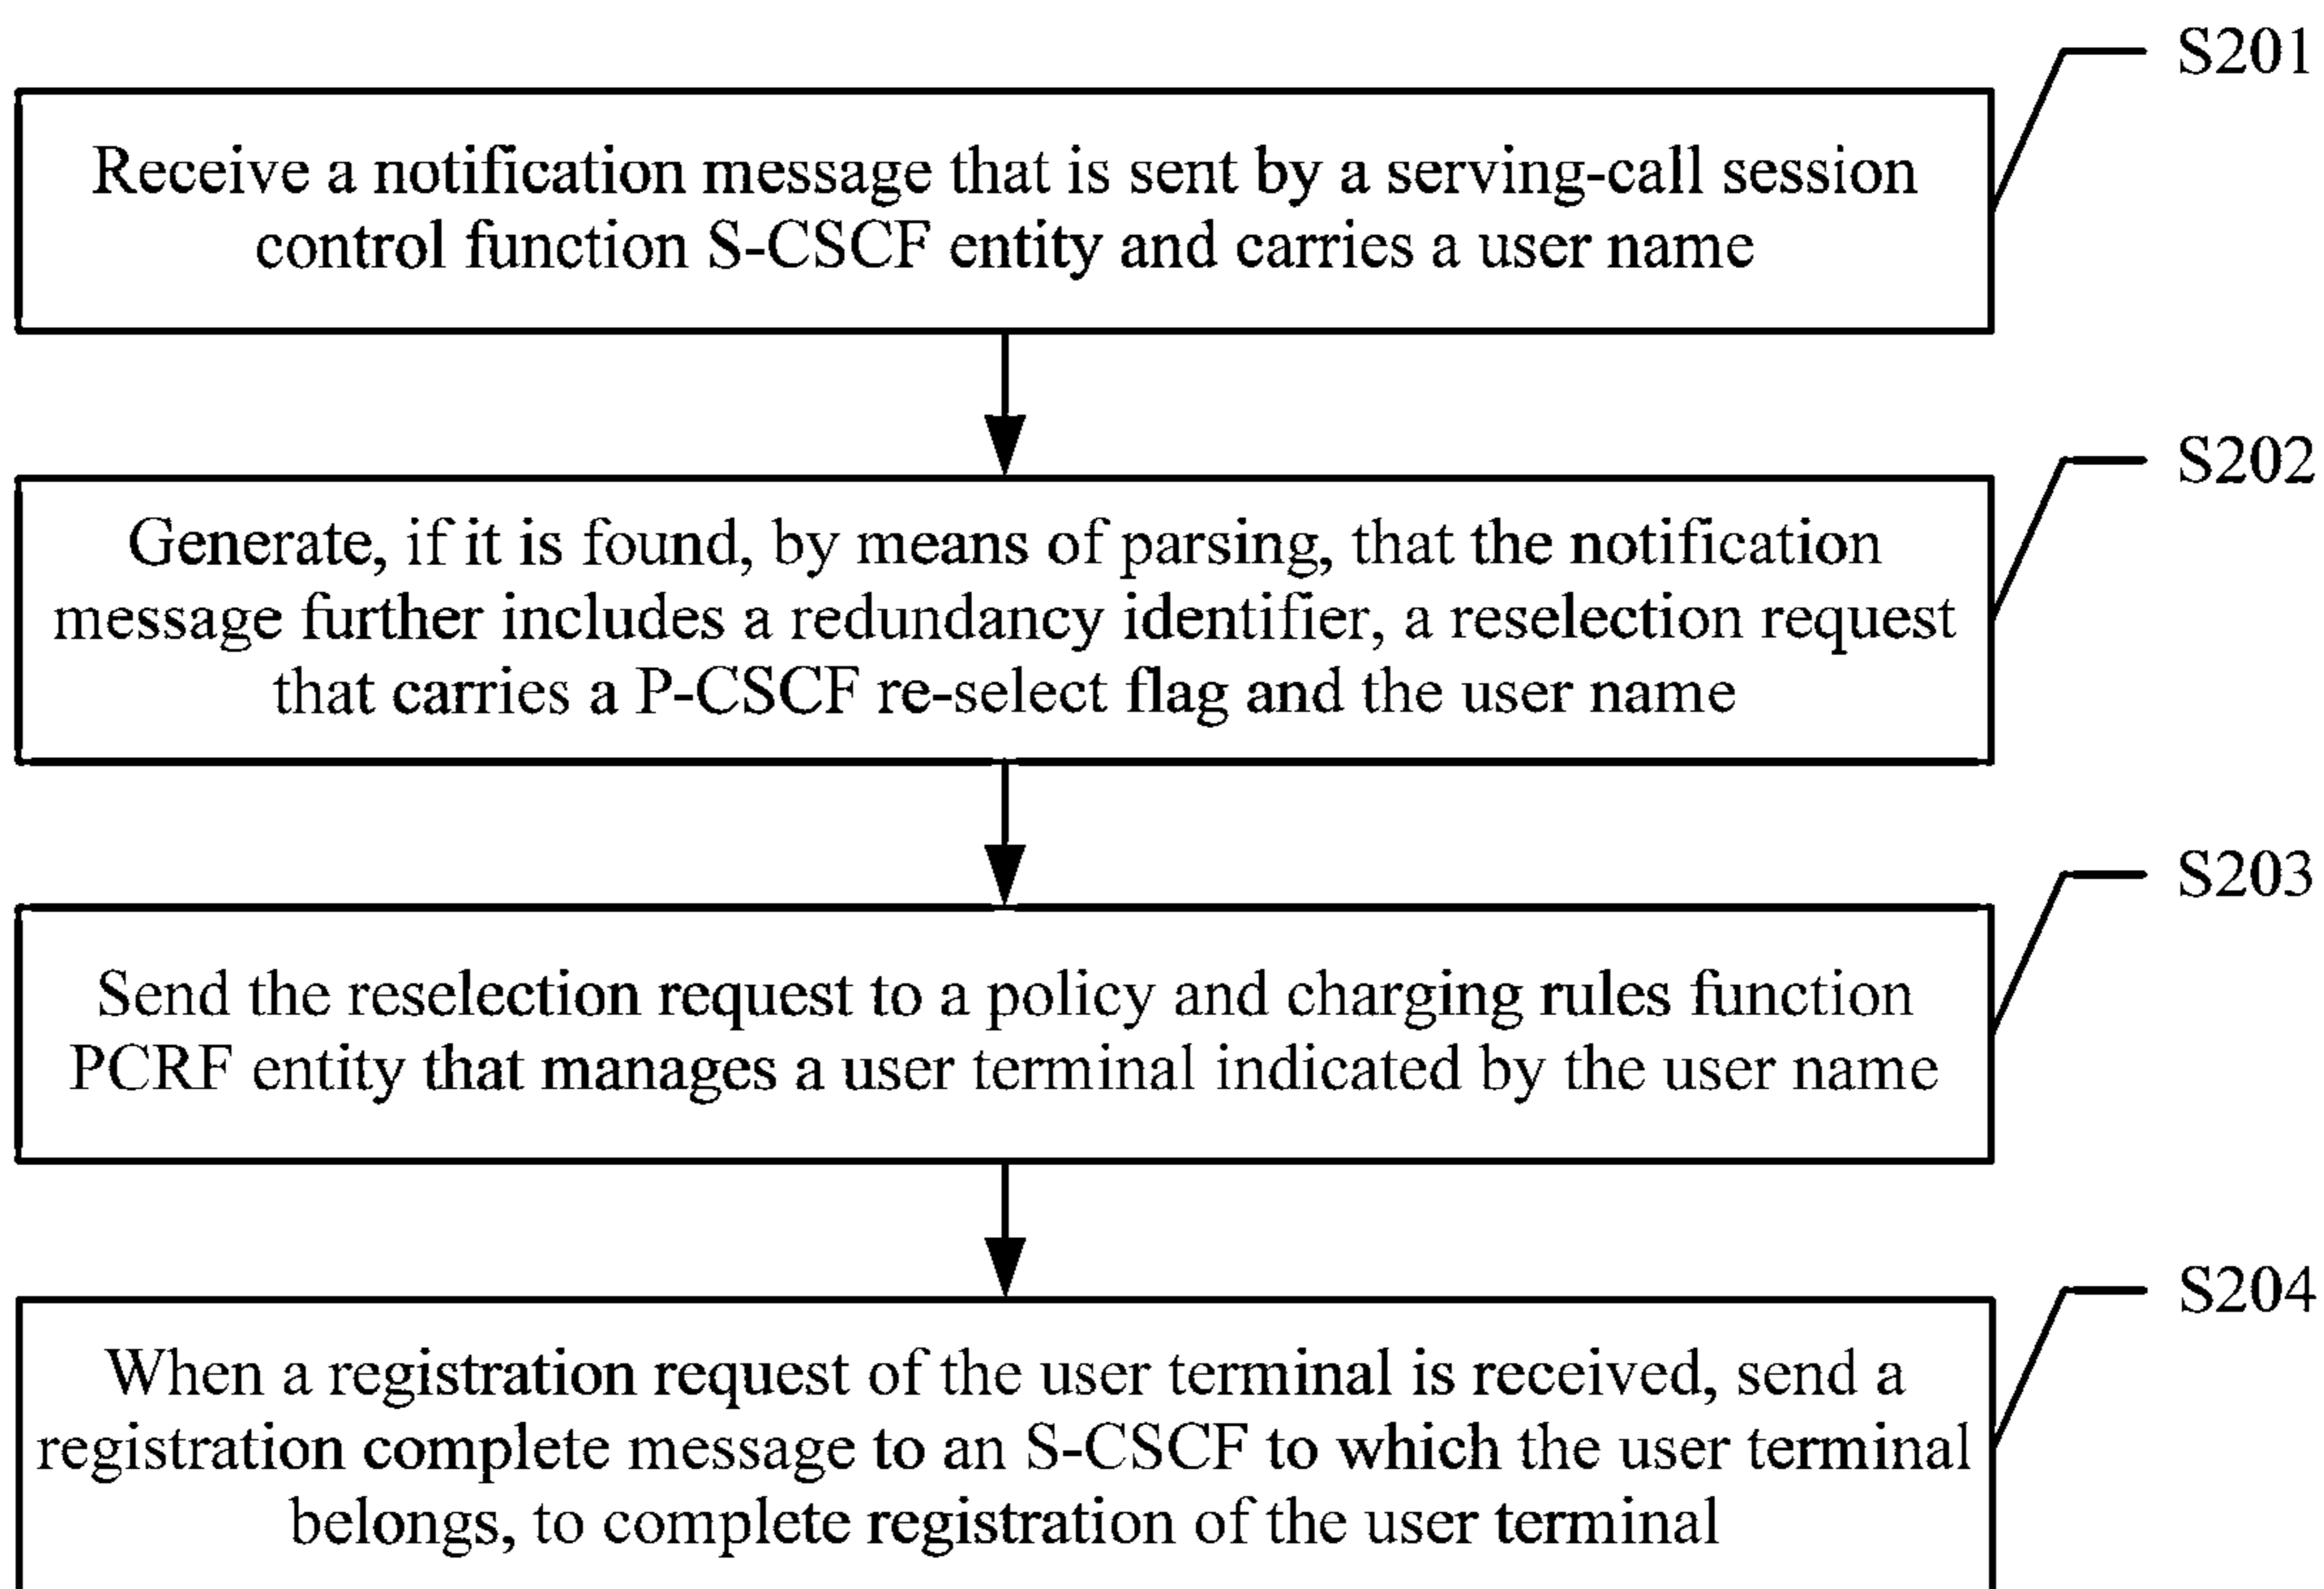 S201
Receive a notification message that is sent by a serving-call session
control function S-CSCF entity and carries a user name
S202
Generate, if it is found, by means of parsing, that the notification
message further includes a redundancy identifier, a reselection request
that carries a P-CSCF re-select flag and the user name
S203
Send the reselection request to a policy and charging rules function
PCRF entity that manages a user terminal indicated by the user name
S204
When a registration request of the user terminal is received, send a
registration complete message to an S-CSCF to which the user terminal
belongs, to complete registration of the user terminal